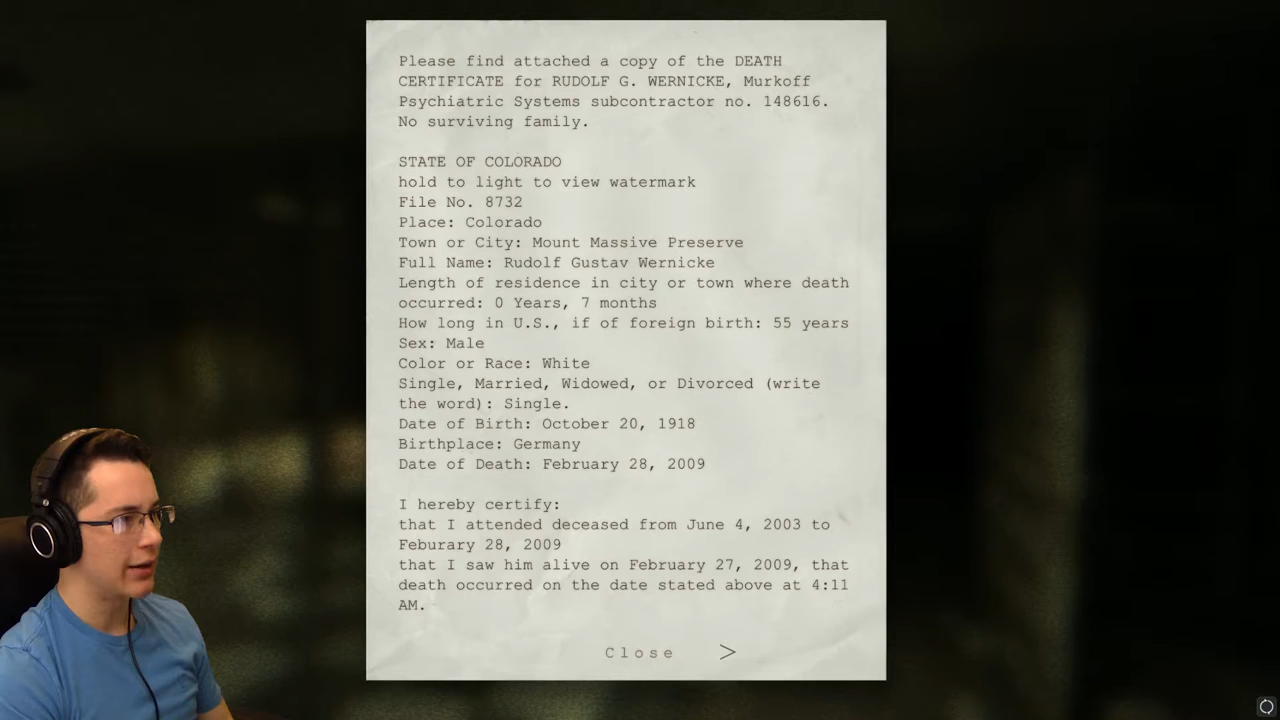 Please find attached a copy of the DEATH
CERTIFICATE for RUDOLF G. WERNICKE, Murkoff
Psychiatric Systems subcontractor no. 148616.
No surviving family.
STATE OF COLORADO
hold to light to view watermark
File No. 8732
Place: Colorado
Town or City: Mount Massive Preserve
Full Name: Rudolf Gustav Wernicke
Length of residence in city or town where death
occurred: 0 Years, 7 months
How long in U.S., if of foreign birth: 55 years
Sex: Male
Color or Race: White
Single, Married, Widowed, or Divorced (write
the word): Single.
Date of Birth: October 20, 1918
Birthplace: Germany
Date of Death: February 28, 2009
I hereby certify:
that I attended deceased from June 4, 2003 to
Feburary 28, 2009
that I saw him alive on February 27, 2009, that
death occurred on the date stated above at 4:11
AM.
Close >